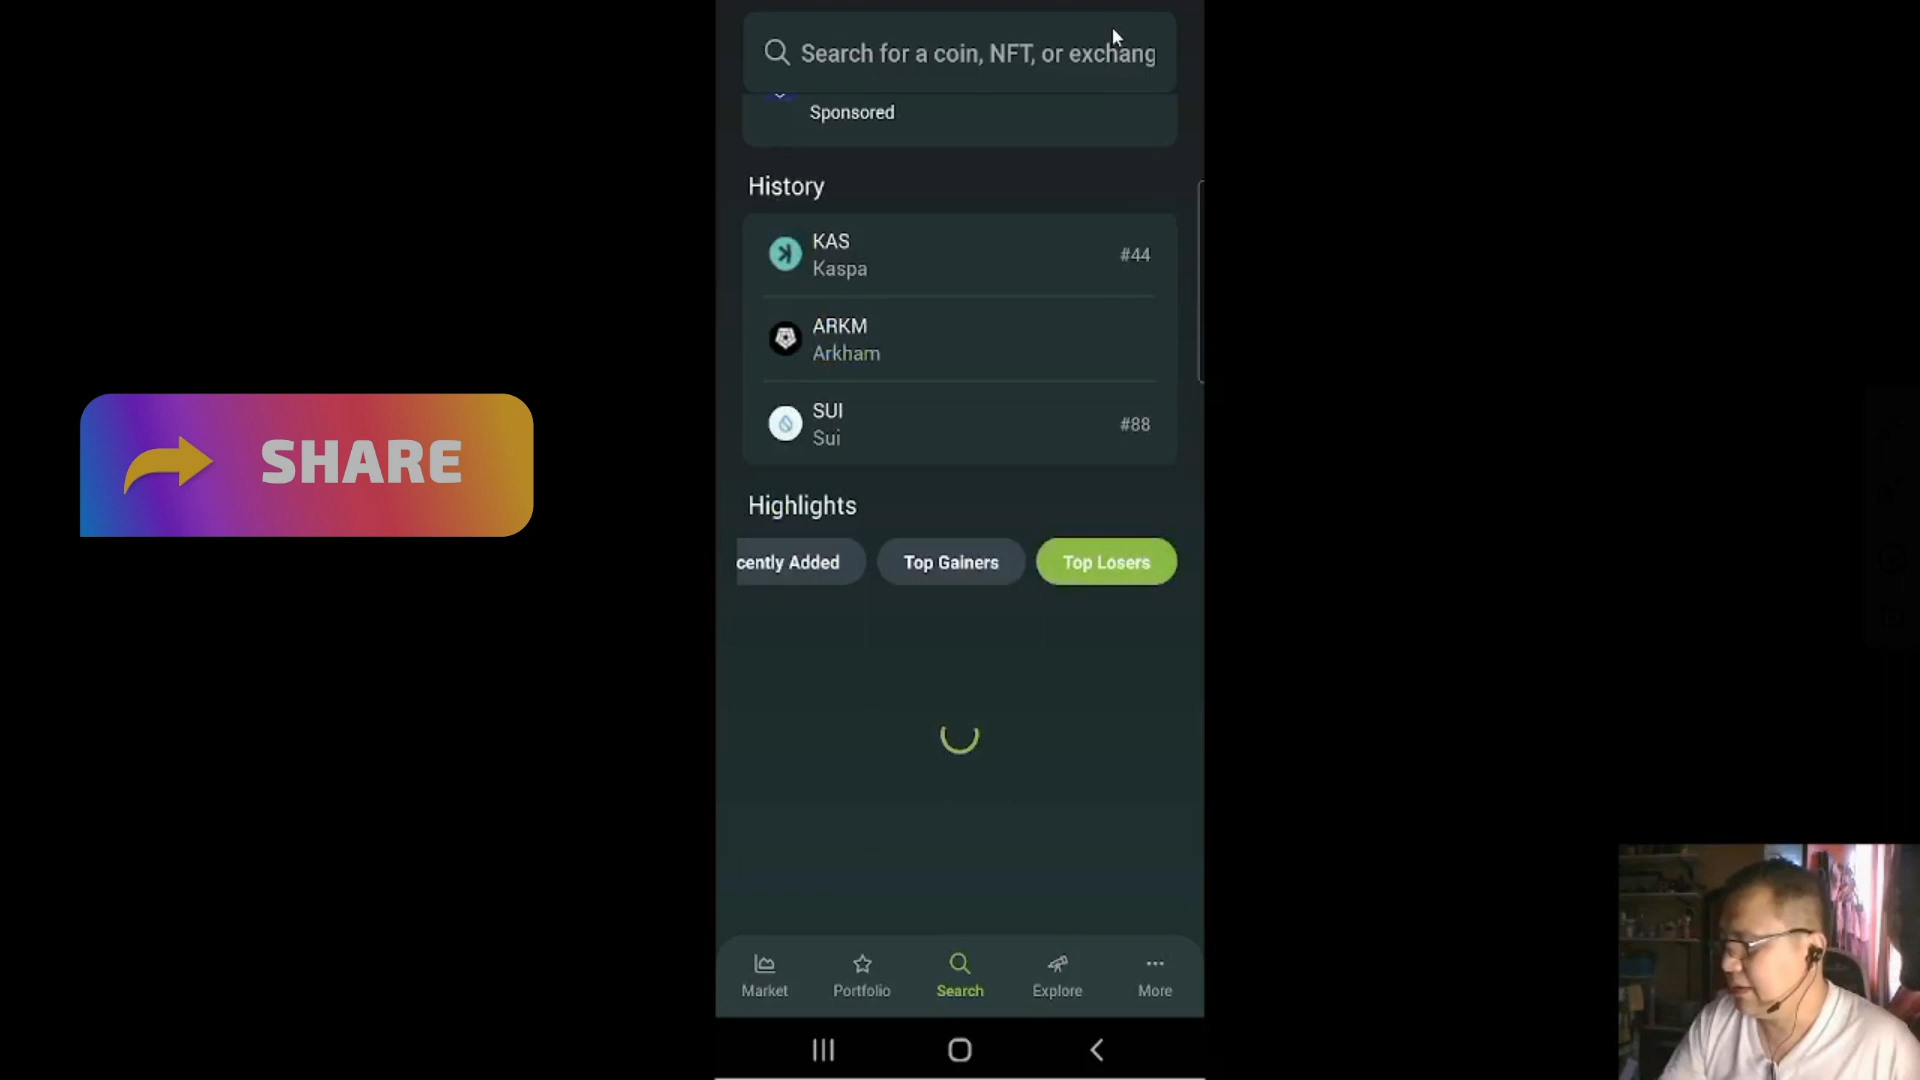 Search for a coin, NFT, or exchang
Sponsored
History
KAS
Kaspa
#44
ARKM
Arkham
SUI
Sui
#88
SHARE
Highlights
cently Added
Top Gainers
Top Losers
Market
Portfolio
Search
Explore
More